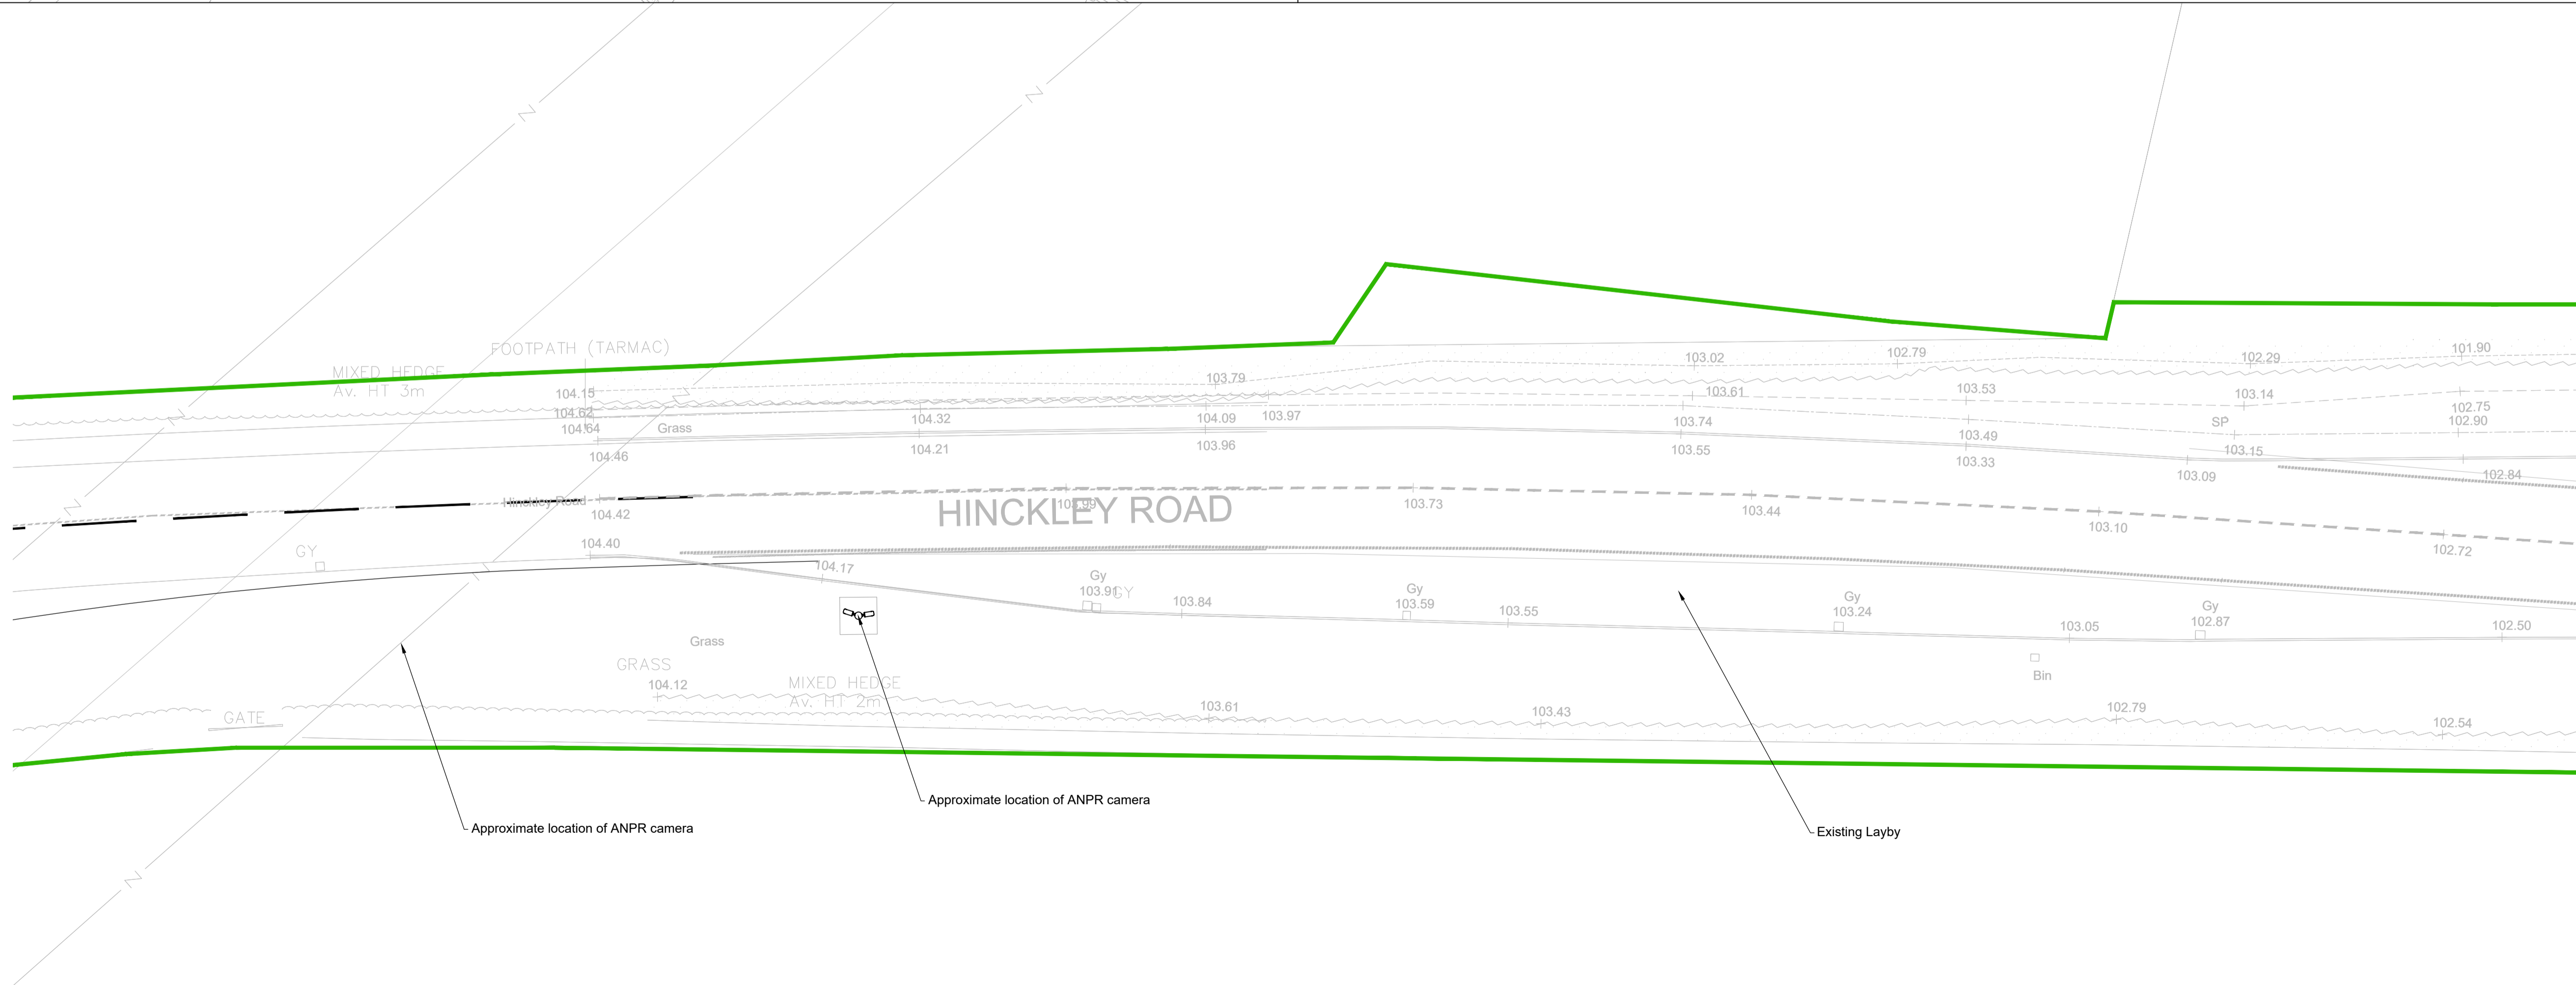 FOOTPATH (TARMAC)
MIXED HEDGE
Av. HT 3m
104.15
104.62
104.64
104.46
Grass
103.79
104.32
104.09
103.97
104.21
103.96
103.02
102.79
102.29
101.90
103.61
103.53
103.14
102.75
103.74
103.49
SP
102.90
103.55
103.33
103.15
103.09
102.84
Hinckley Road
104.42
103.99
HINCKLEY ROAD
103.73
103.44
103.10
102.72
GY
104.40
104.17
Gy
103.91
GY
103.84
Gy
103.59
103.55
Gy
103.24
103.05
Gy
102.87
102.50
Bin
Grass
GRASS
104.12
MIXED HEDGE
Av. HT 2m
GATE
103.61
103.43
102.79
102.54
Approximate location of ANPR camera
Approximate location of ANPR camera
Existing Layby